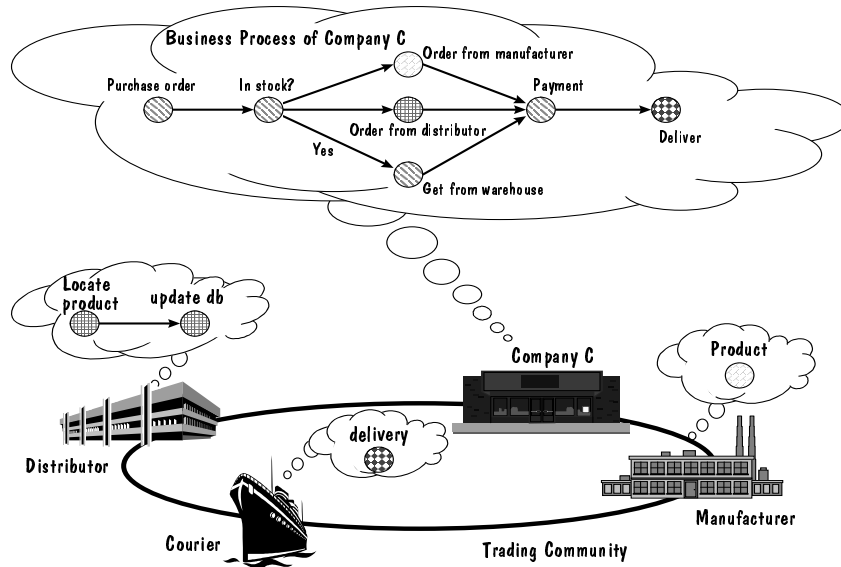 Business Process of Company C
Order from manufacturer
Purchase order
In stock?
Payment
Order from distributor
Deliver
Yes
Get from warehouse
Locate
product
update db
Company C
Product
delivery
Distributor
Manufacturer
Courier
Trading Community